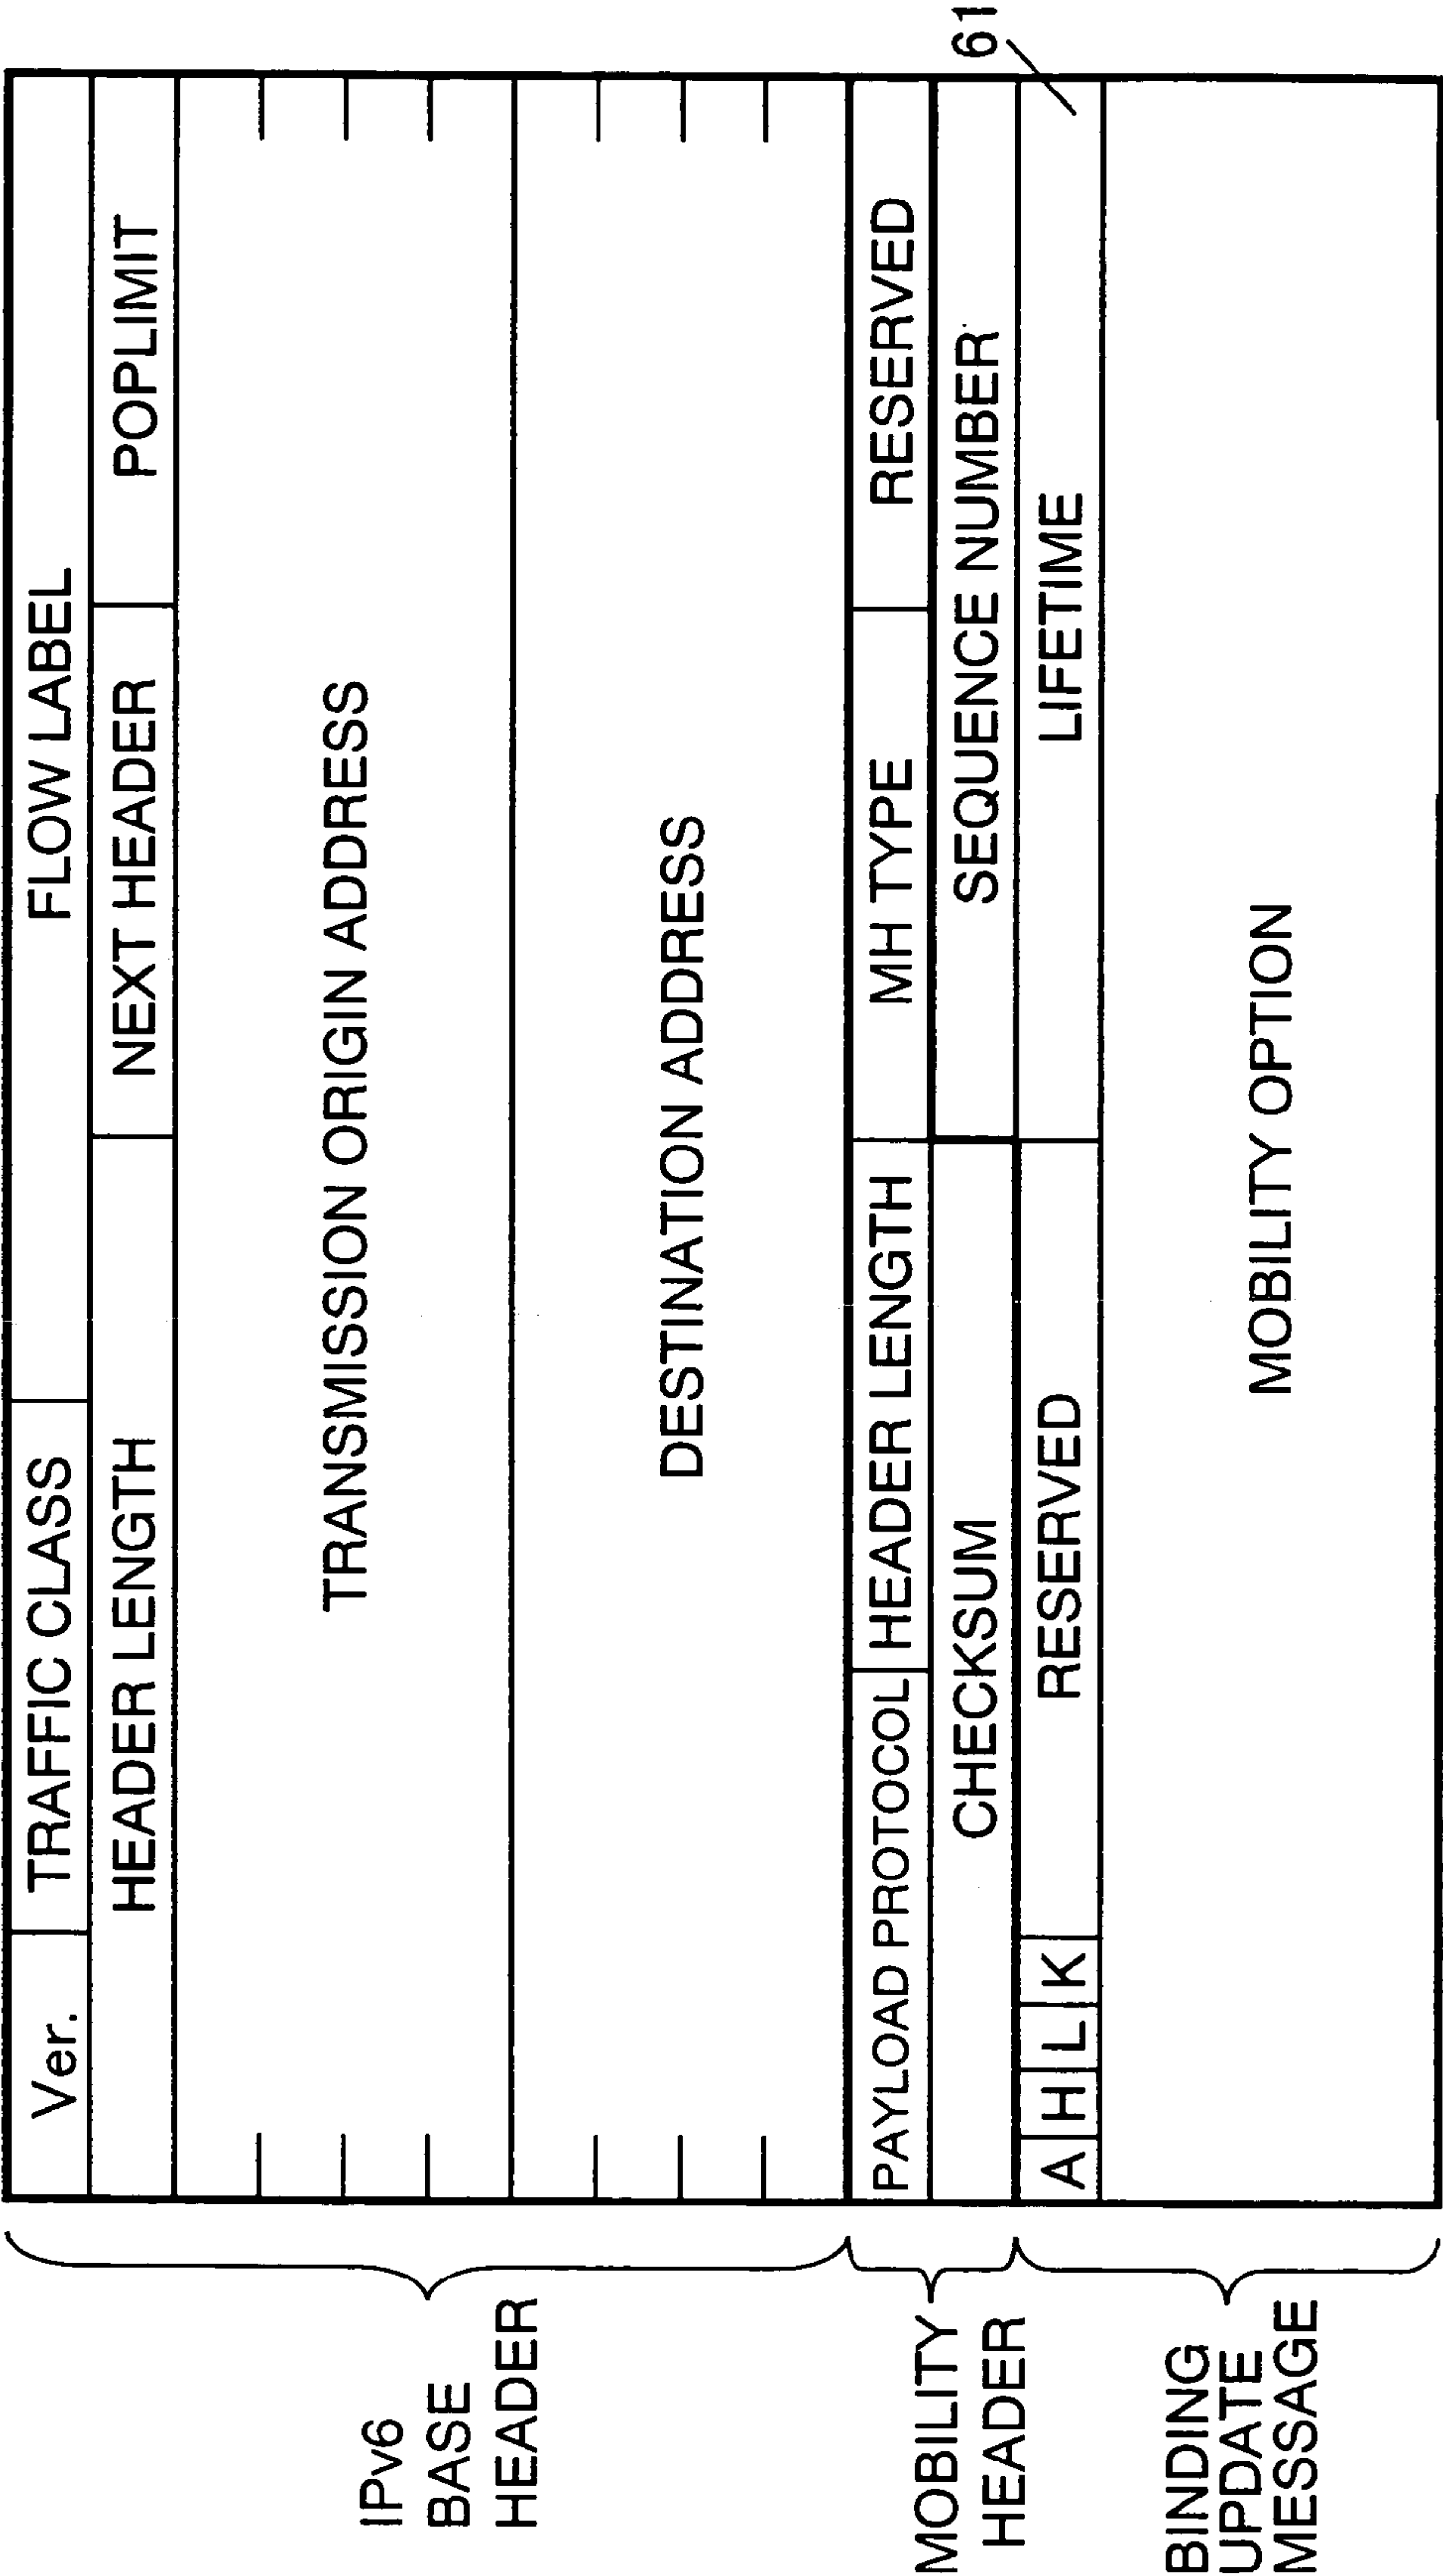 Ver. TRAFFIC CLASS FLOW LABEL
HEADER LENGTH NEXT HEADER POPLIMIT
IPv6
BASE
HEADER
TRANSMISSION ORIGIN ADDRESS
DESTINATION ADDRESS
MOBILITY
HEADER
PAYLOAD PROTOCOL HEADER LENGTH MH TYPE RESERVED
CHECKSUM SEQUENCE NUMBER
61
BINDING
UPDATE
MESSAGE
A H L K RESERVED LIFETIME
MOBILITY OPTION